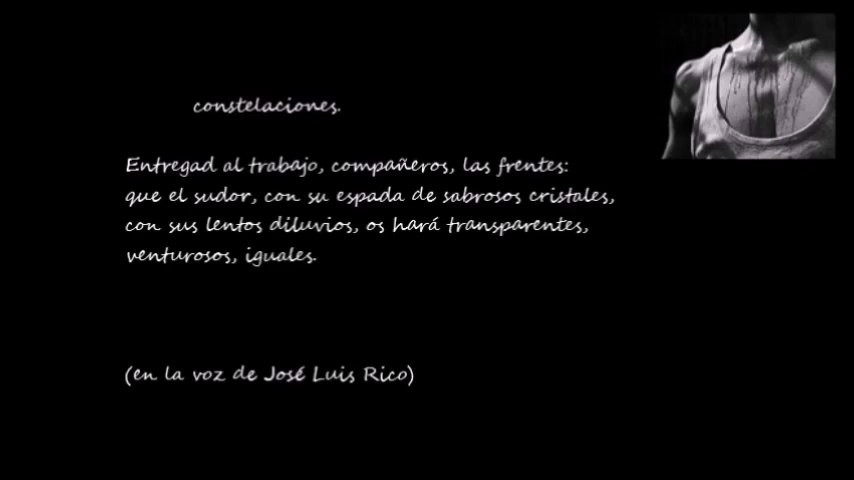 constelaciones.
Entregad al trabajo, compañeros, las frentes:
que el sudor, con su espada de sabrosos cristales,
con sus lentos diluvios, os hará transparentes,
venturosos, iguales.
(en la voz de José Luis Rico)